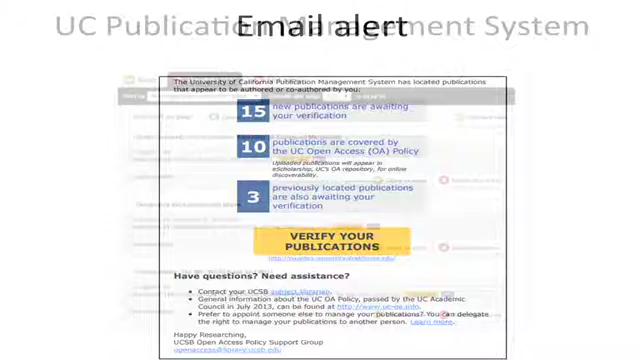 UC Publication Management System
Email alert
The University of California Publication Management System has located publications
that appear to be authored or co-authored by you:
15 new publications are awaiting
your verification
10 publications are covered by
the UC Open Access (OA) Policy
Uploaded publications will appear in
eScholarship, UC's OA repository, for online
discoverability.
3 previously located publications
are also awaiting your
verification
VERIFY YOUR
PUBLICATIONS
Have questions? Need assistance?
• Contact your UCSB subject librarian.
• General information about the UC OA Policy, passed by the UC Academic
Council in July 2013, can be found at http://www.uc-oa.info.
• Prefer to appoint someone else to manage your publications? You can delegate
the right to manage your publications to another person. Learn more.
Happy Researching,
UCSB Open Access Policy Support Group
openaccess@library.ucsb.edu